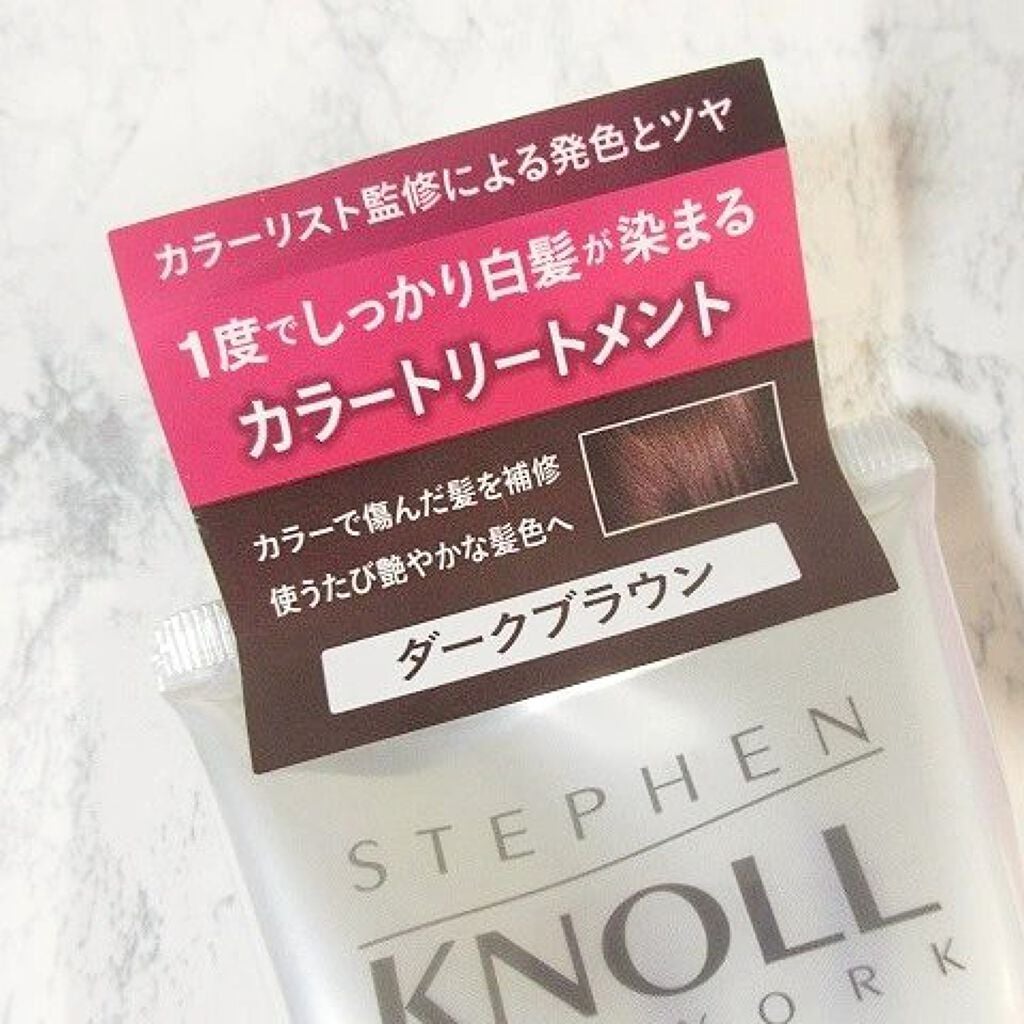 カラーリスト監修による発色とツヤ
1度でしっかり白髪が染まる
カラートリートメント
カラーで傷んだ髪を補修
使うたび艶やかな髪色へ
ダークブラウン
STEPHEN
KNOLL
YORK